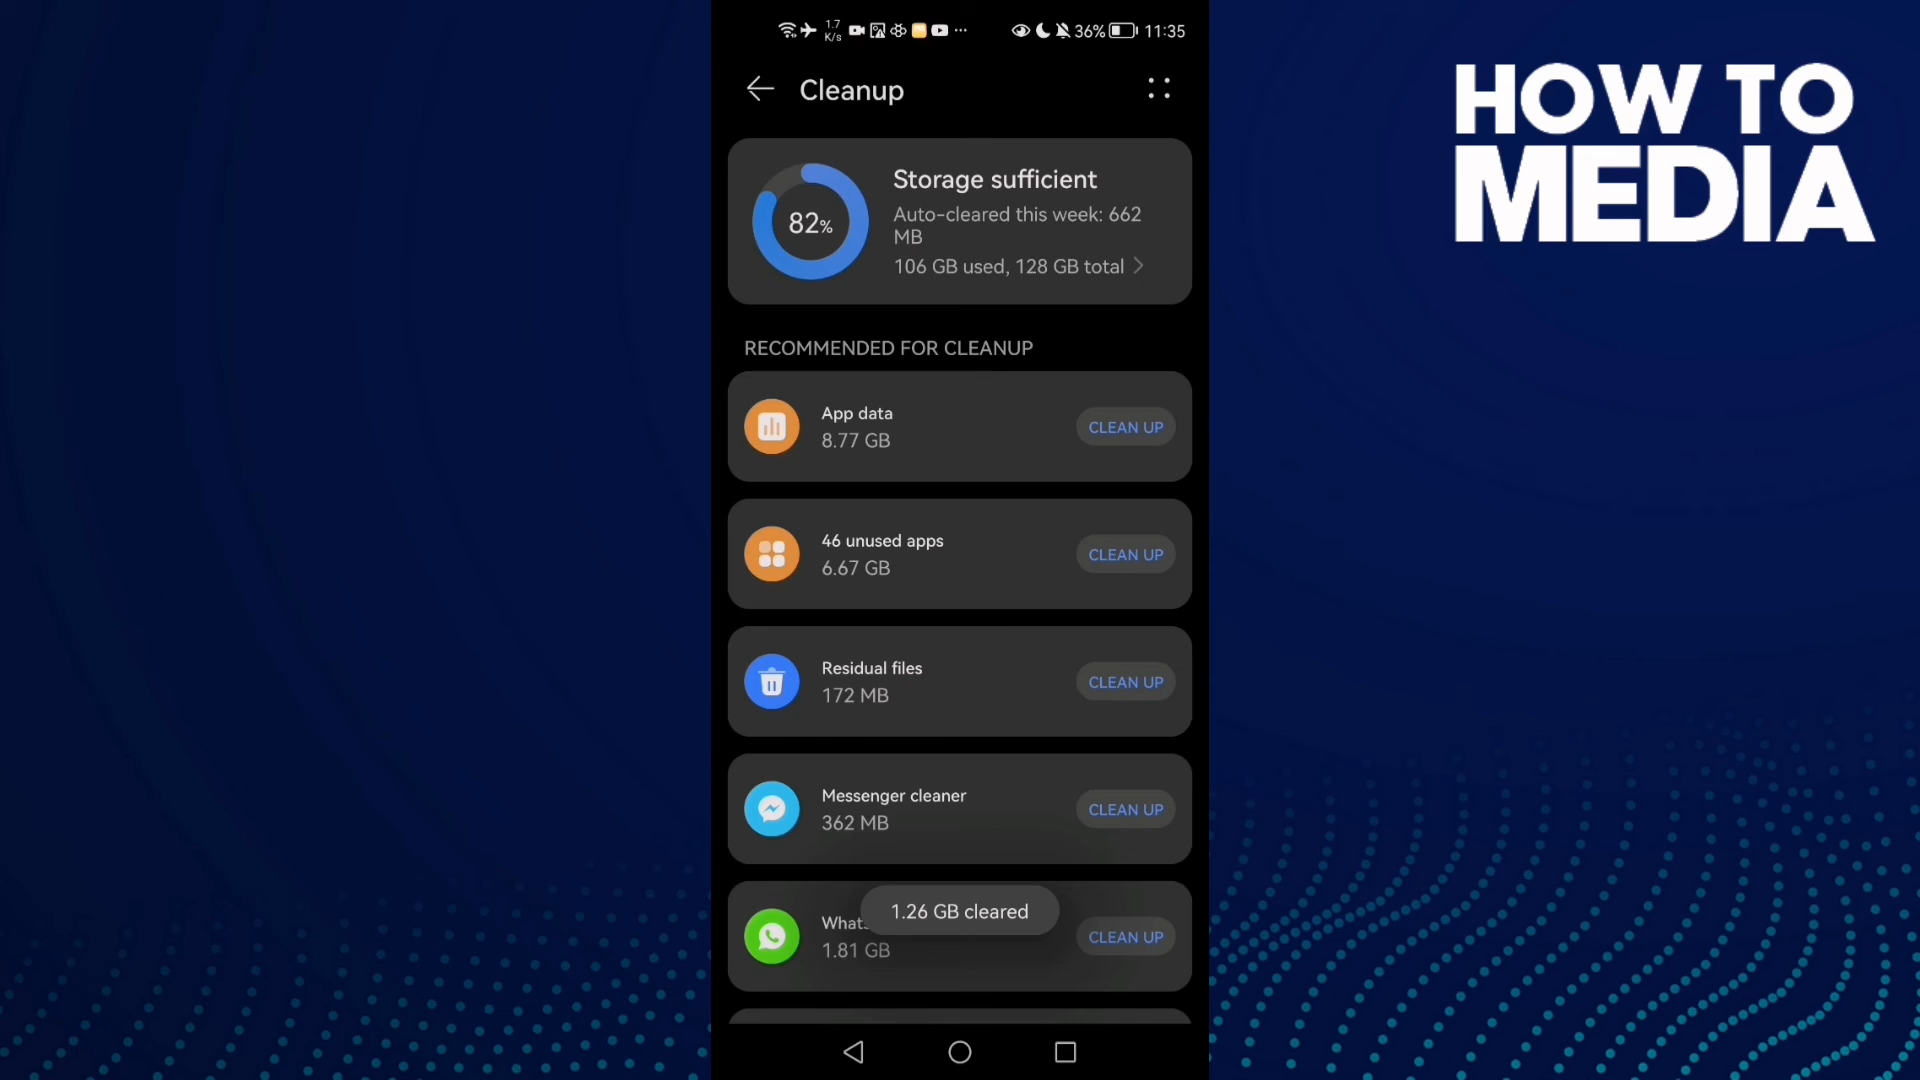 1.7
K/s
36%
11:35
HOW TO
MEDIA
Cleanup
82%
Storage sufficient
Auto-cleared this week: 662
MB
106 GB used, 128 GB total
RECOMMENDED FOR CLEANUP
App data
8.77 GB
CLEAN UP
46 unused apps
6.67 GB
CLEAN UP
Residual files
172 MB
CLEAN UP
Messenger cleaner
362 MB
CLEAN UP
1.26 GB cleared
1.81 GB
CLEAN UP